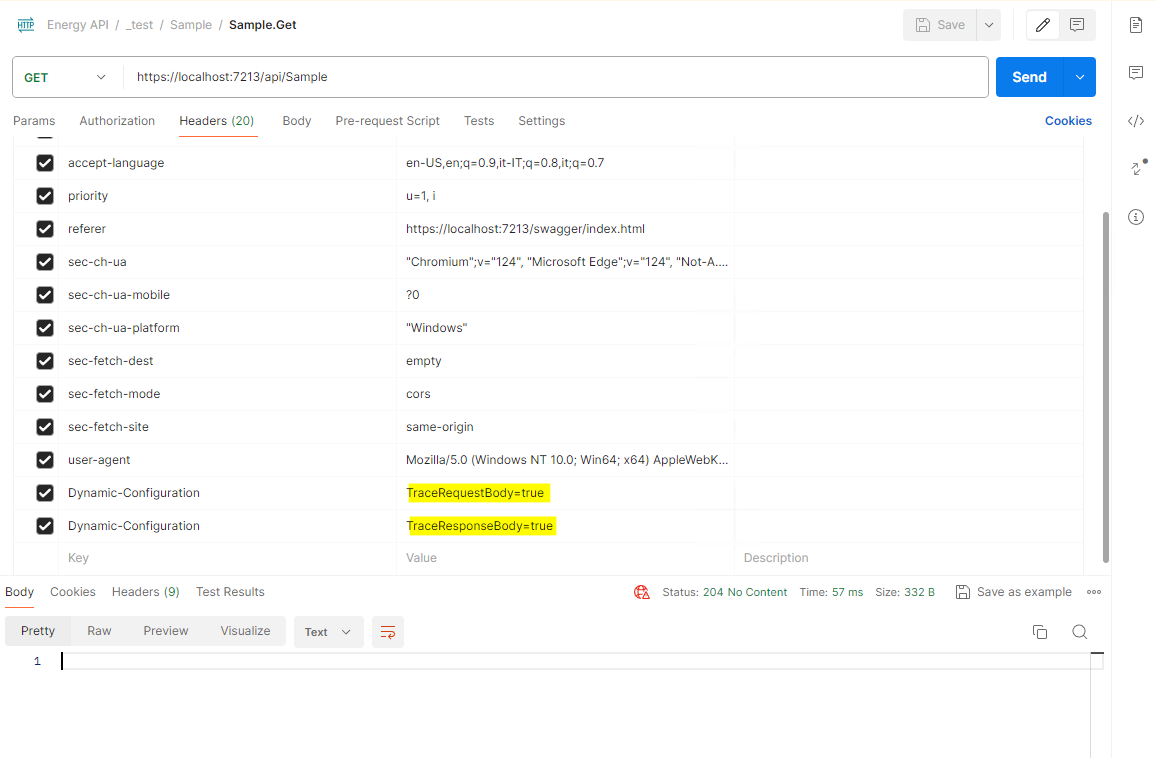 HTTP Energy API / _test / Sample / Sample.Get Save
GET https://localhost:7213/api/Sample Send
Params Authorization Headers (20) Body Pre-request Script Tests Settings Cookies
accept-language en-US,en;q=0.9,it-IT;q=0.8,it;q=0.7
priority u=1, i
referer https://localhost:7213/swagger/index.html
sec-ch-ua "Chromium";v="124", "Microsoft Edge";v="124", "Not-A....
sec-ch-ua-mobile ?0
sec-ch-ua-platform "Windows"
sec-fetch-dest empty
sec-fetch-mode cors
sec-fetch-site same-origin
user-agent Mozilla/5.0 (Windows NT 10.0; Win64; x64) AppleWebK...
Dynamic-Configuration TraceRequestBody=true
Dynamic-Configuration TraceResponseBody=true
Key Value Description
Body Cookies Headers (9) Test Results Status: 204 No Content Time: 57 ms Size: 332 B Save as example
Pretty Raw Preview Visualize Text
1